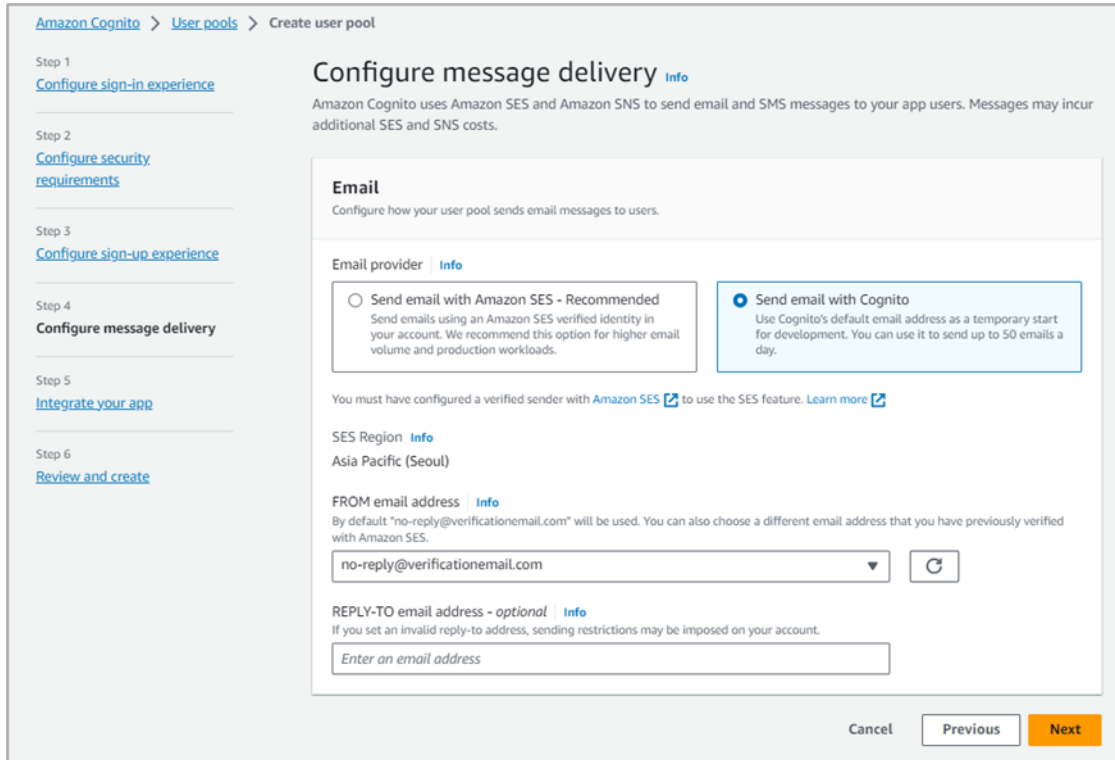 Amazon Cognito > User pools > Create user pool
Step 1
Configure sign-in experience
Step 2
Configure security
requirements
Step 3
Configure sign-up experience
Step 4
Configure message delivery
Step 5
Integrate your app
Step 6
Review and create
Configure message delivery Info
Amazon Cognito uses Amazon SES and Amazon SNS to send email and SMS messages to your app users. Messages may incur
additional SES and SNS costs.
Email
Configure how your user pool sends email messages to users.
Email provider Info
Send email with Amazon SES - Recommended
Send emails using an Amazon SES verified identity in
your account. We recommend this option for higher email
volume and production workloads.
Send email with Cognito
Use Cognito's default email address as a temporary start
for development. You can use it to send up to 50 emails a
day.
You must have configured a verified sender with Amazon SES to use the SES feature. Learn more
SES Region Info
Asia Pacific (Seoul)
FROM email address Info
By default "no-reply@verificationemail.com" will be used. You can also choose a different email address that you have previously verified
with Amazon SES.
no-reply@verificationemail.com
REPLY-TO email address - optional Info
If you set an invalid reply-to address, sending restrictions may be imposed on your account.
Enter an email address
Cancel
Previous
Next